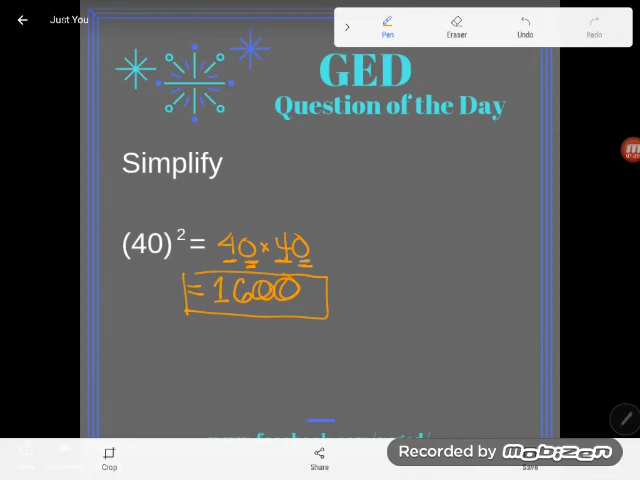 Just You
Pen
Eraser
Undo
Redo
GED
Question of the Day
Simplify
(40)² = 40 × 40
= 1600
Crop
Share
Save
Recorded by mobizen